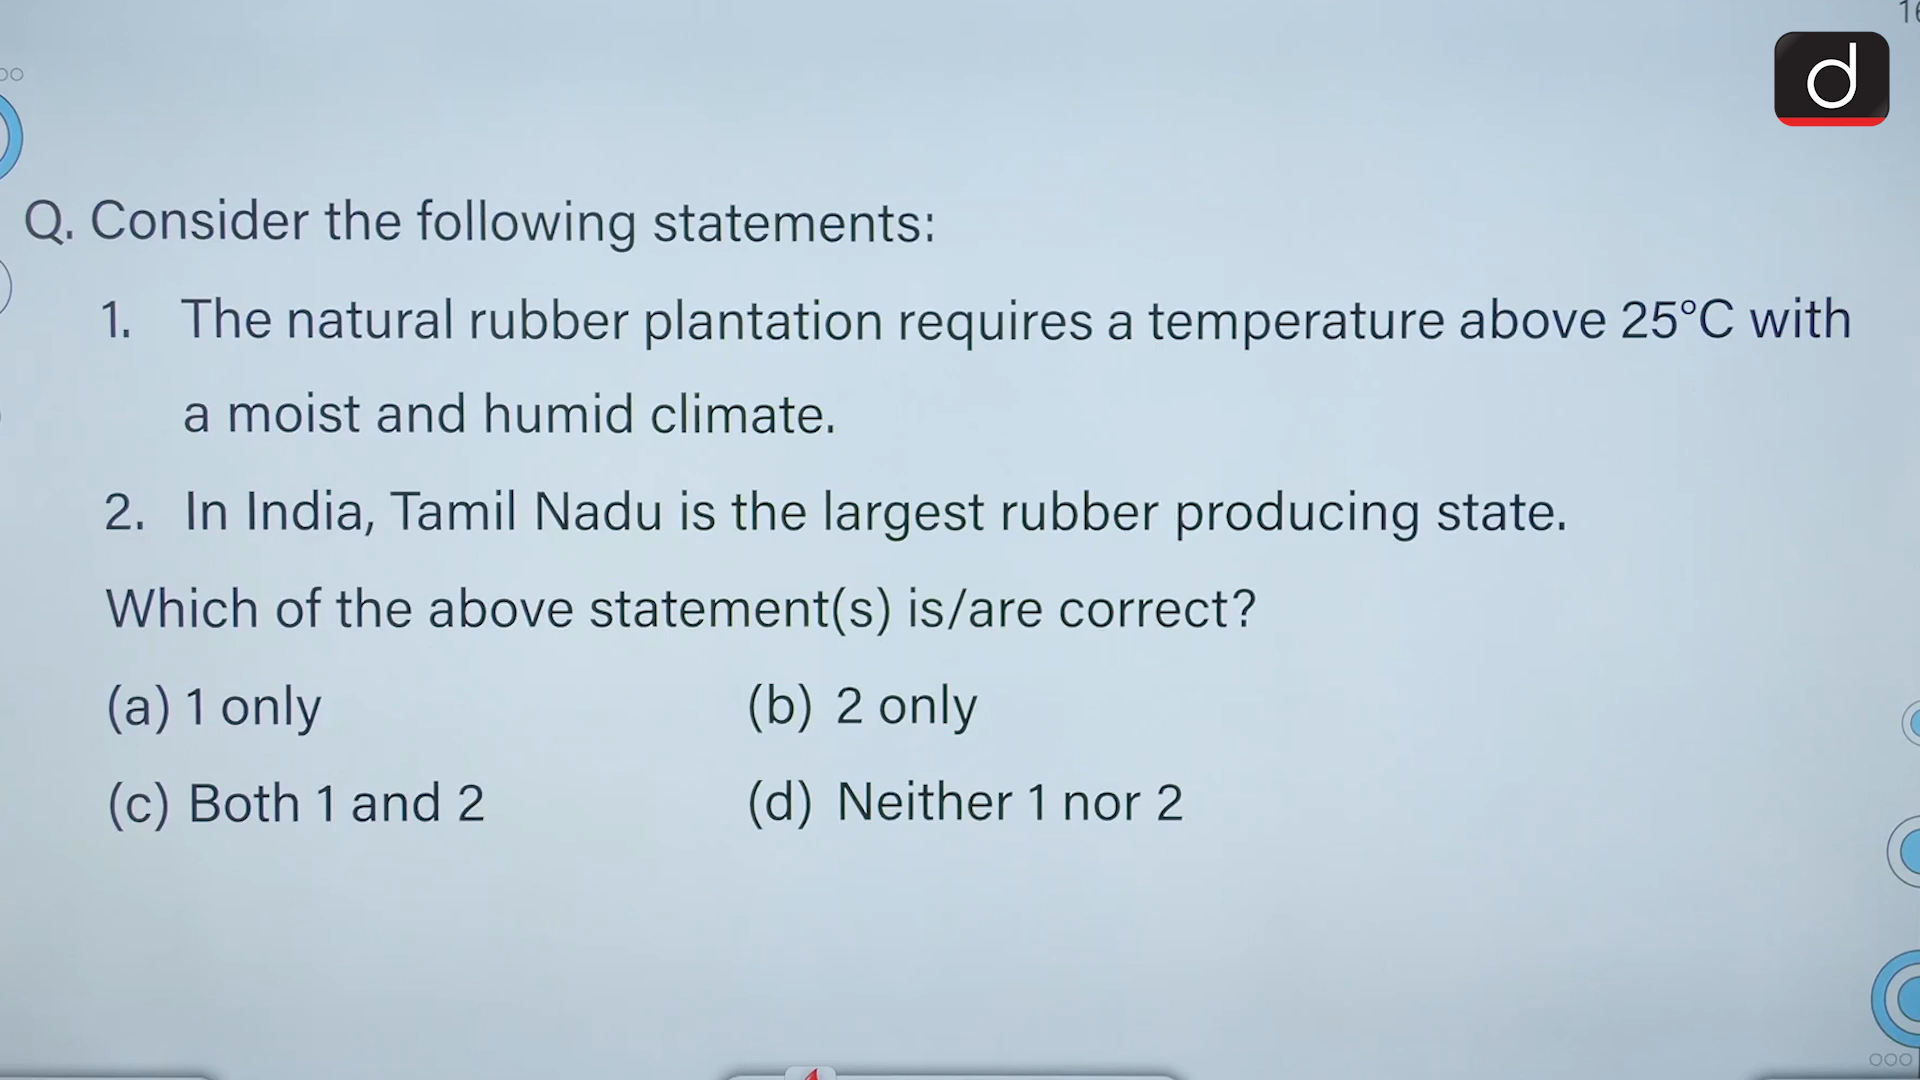 16
d
Q. Consider the following statements:
1. The natural rubber plantation requires a temperature above 25°C with
a moist and humid climate.
2. In India, Tamil Nadu is the largest rubber producing state.
Which of the above statement(s) is/are correct?
(a) 1 only (b) 2 only
(c) Both 1 and 2 (d) Neither 1 nor 2